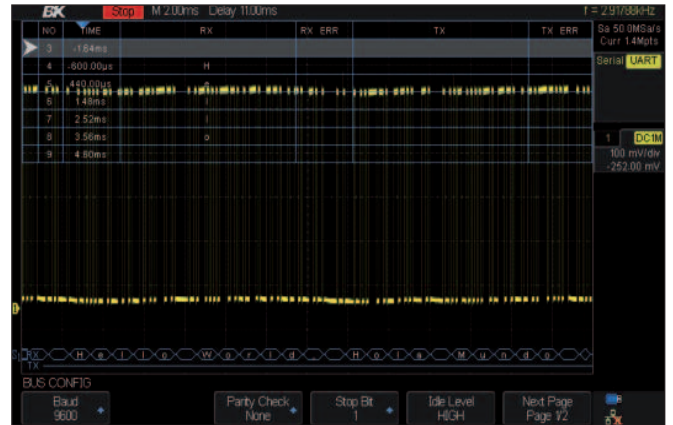 BK Stop M 2.00ms Delay 11.00ms f = 2.91788kHz
Sa 50.0MSa/s
Curr 1.4Mpts
NO TIME RX RX ERR TX TX ERR
3 -1.64ms
4 -600.00µs H
5 440.00µs e
6 1.48ms l
7 2.52ms l
8 3.56ms o
9 4.60ms
Serial UART
1 DC1M
100 mV/div
-252.00 mV
RX H e l l o W o r l d . H o l a M u n d o
TX
BUS CONFIG
Baud
9600
Parity Check
None
Stop Bit
1
Idle Level
HIGH
Next Page
Page 1/2